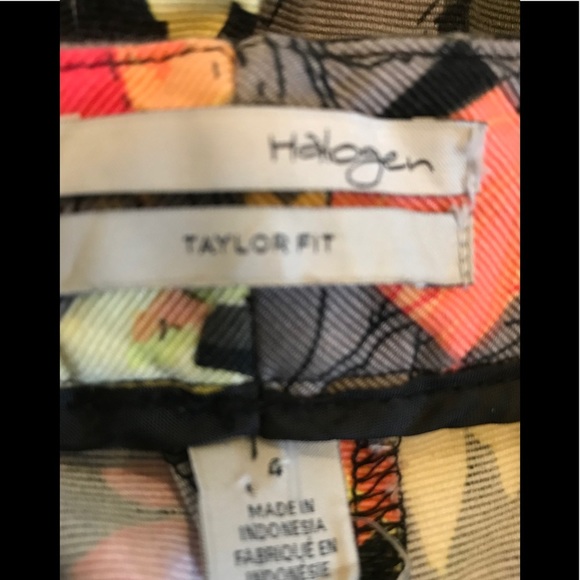 Halogen
TAYLOR FIT
4
MADE IN
INDONESIA
FABRIQUÉ EN
INDONÉSIE